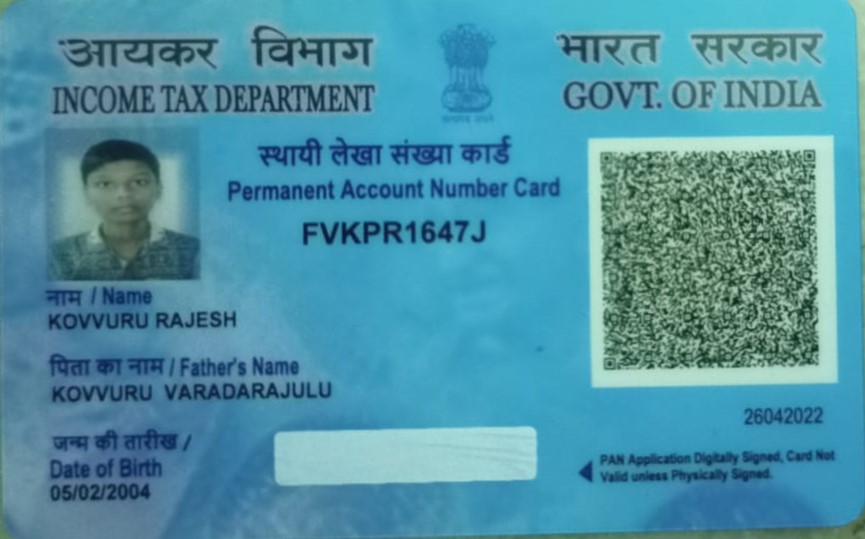 आयकर विभाग
INCOME TAX DEPARTMENT
भारत सरकार
GOVT. OF INDIA
स्थायी लेखा संख्या कार्ड
Permanent Account Number Card
FVKPR1647J
नाम / Name
KOVVURU RAJESH
पिता का नाम / Father's Name
KOVVURU VARADARAJULU
जन्म की तारीख /
Date of Birth
05/02/2004
26042022
PAN Application Digitally Signed, Card Not
Valid unless Physically Signed.